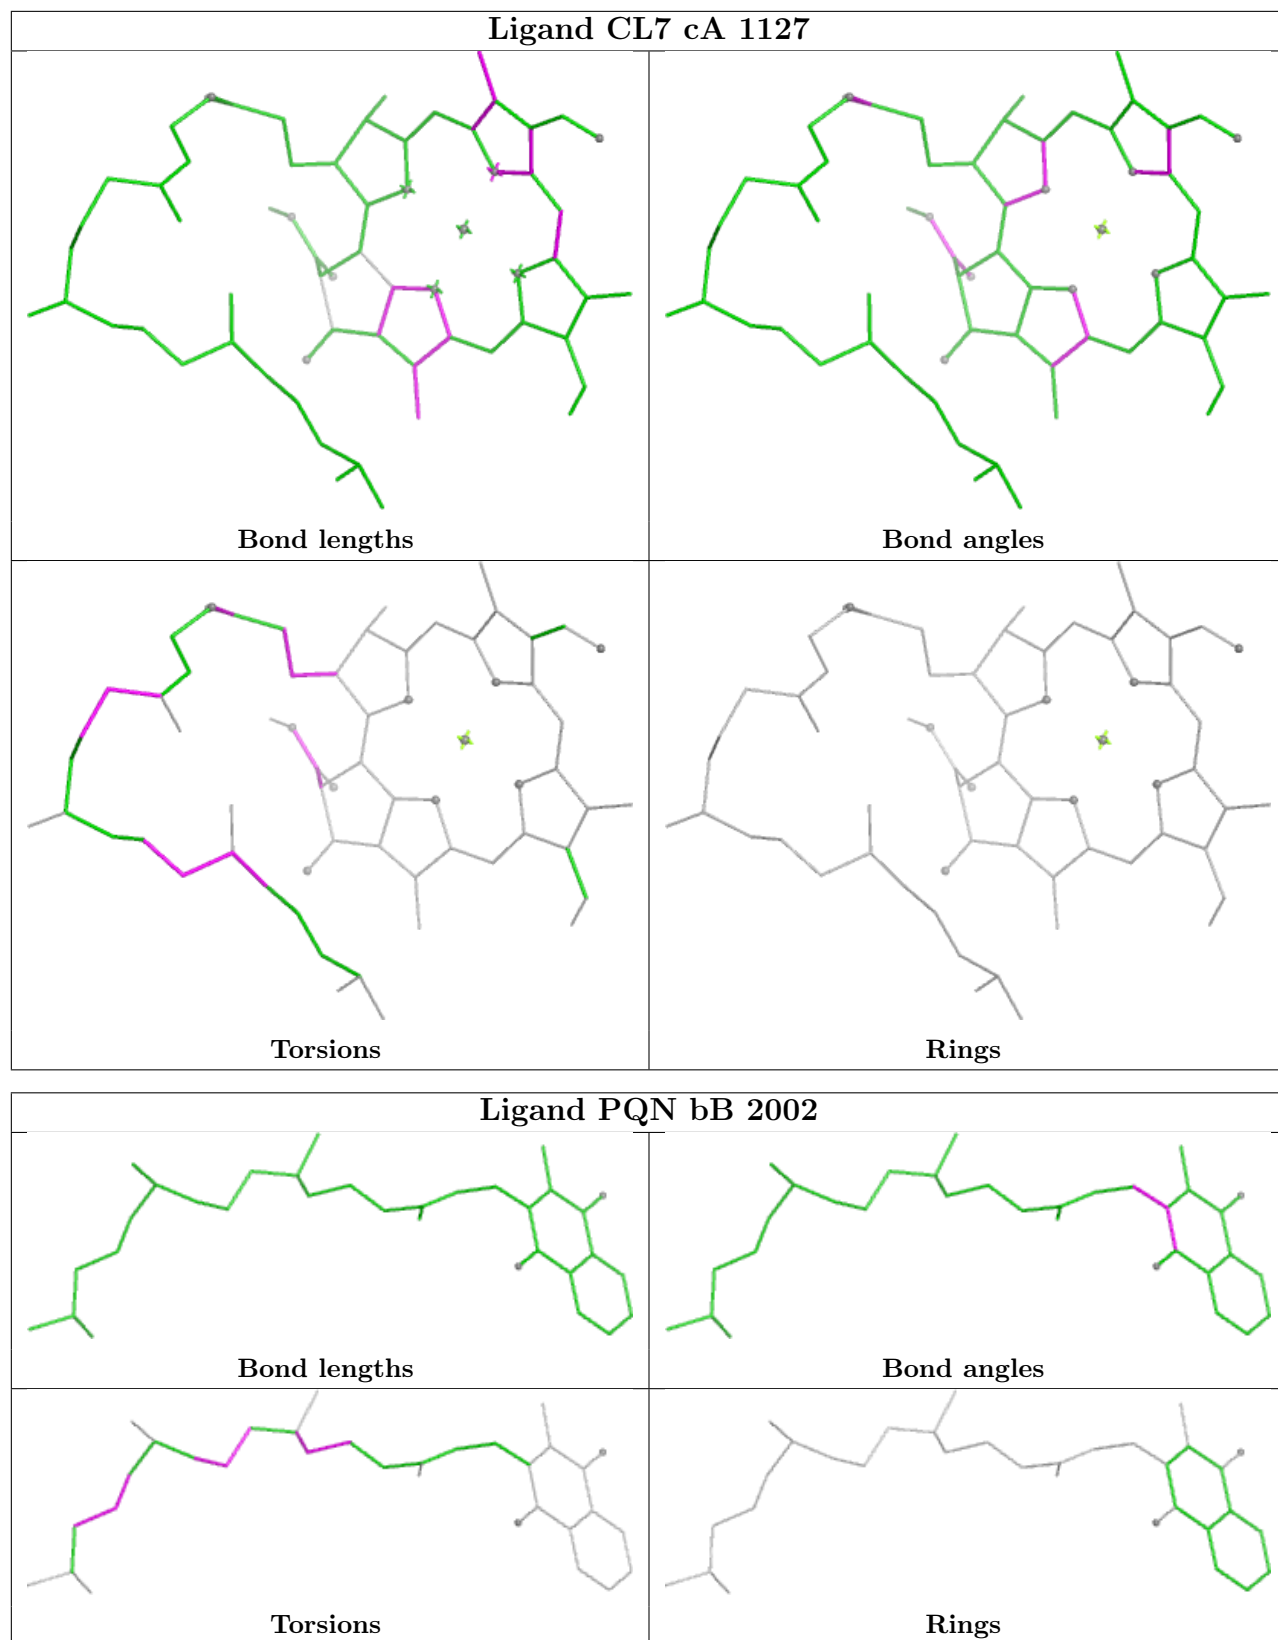 Ligand CL7 cA 1127
Bond lengths
Bond angles
Torsions
Rings
Ligand PQN bB 2002
Bond lengths
Bond angles
Torsions
Rings